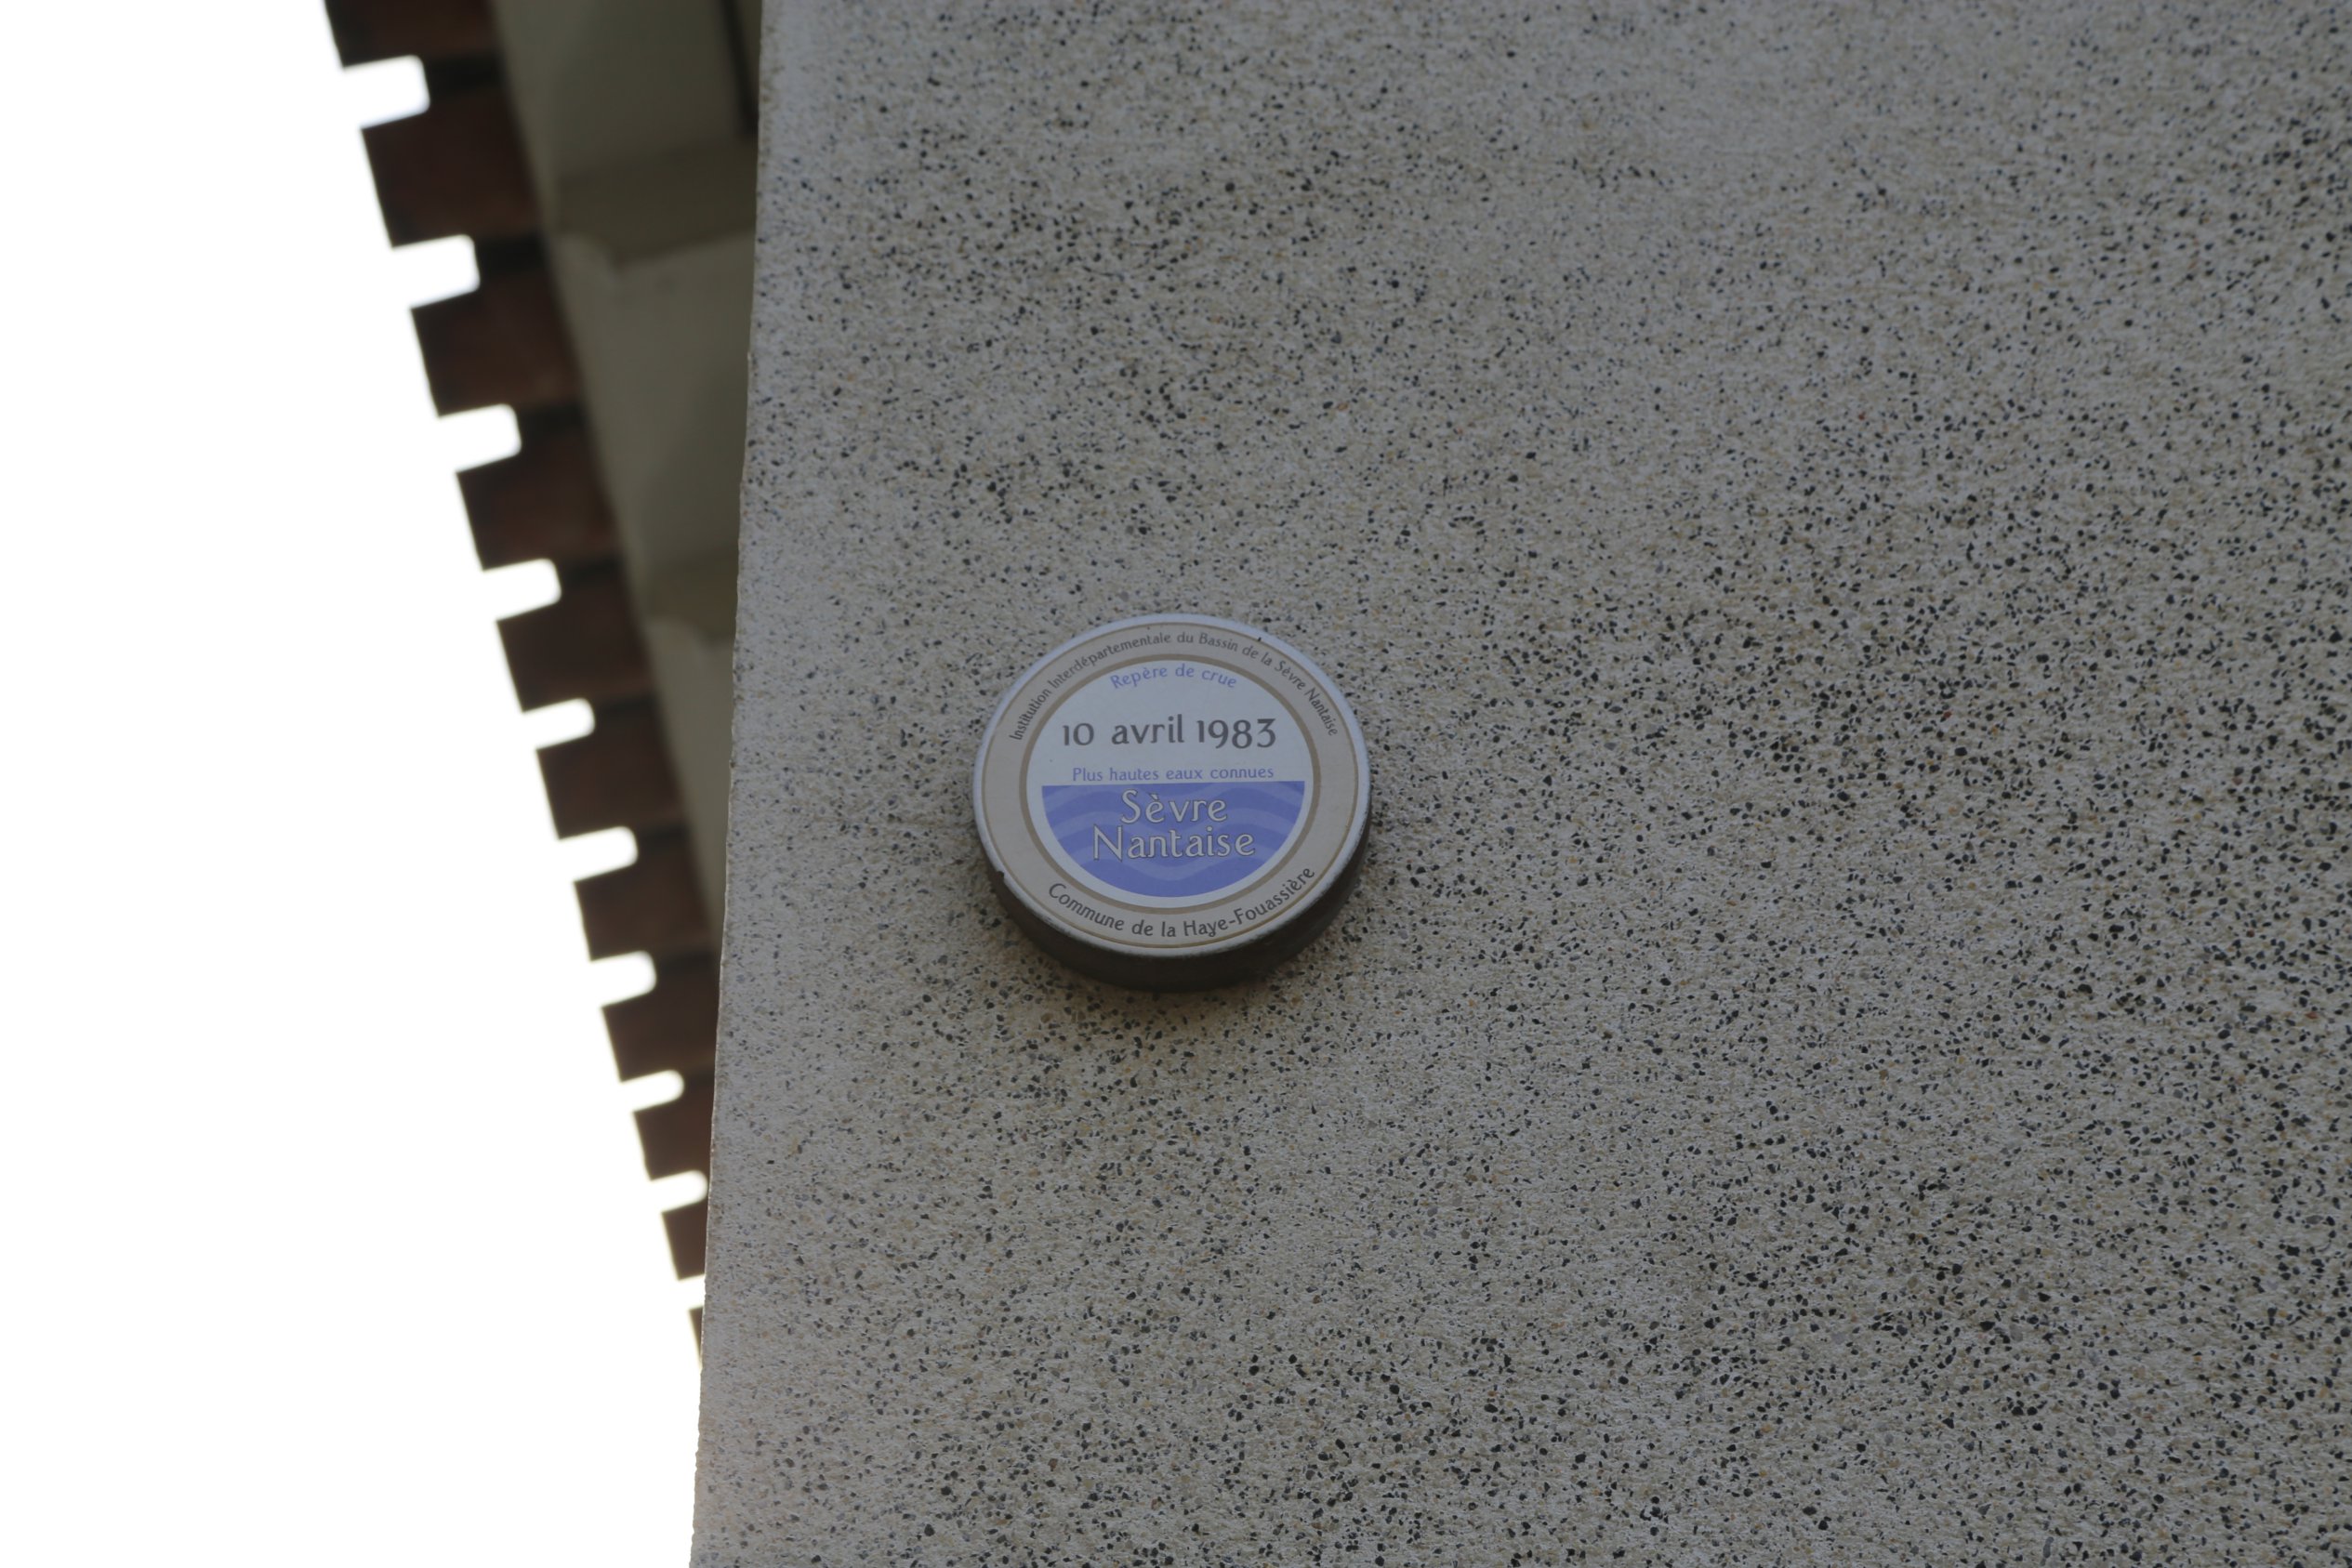 Institution Interdépartementale du Bassin de la Sèvre Nantaise
Repère de crue
10 avril 1983
Plus hautes eaux connues
Sèvre
Nantaise
Commune de la Haye-Fouassière